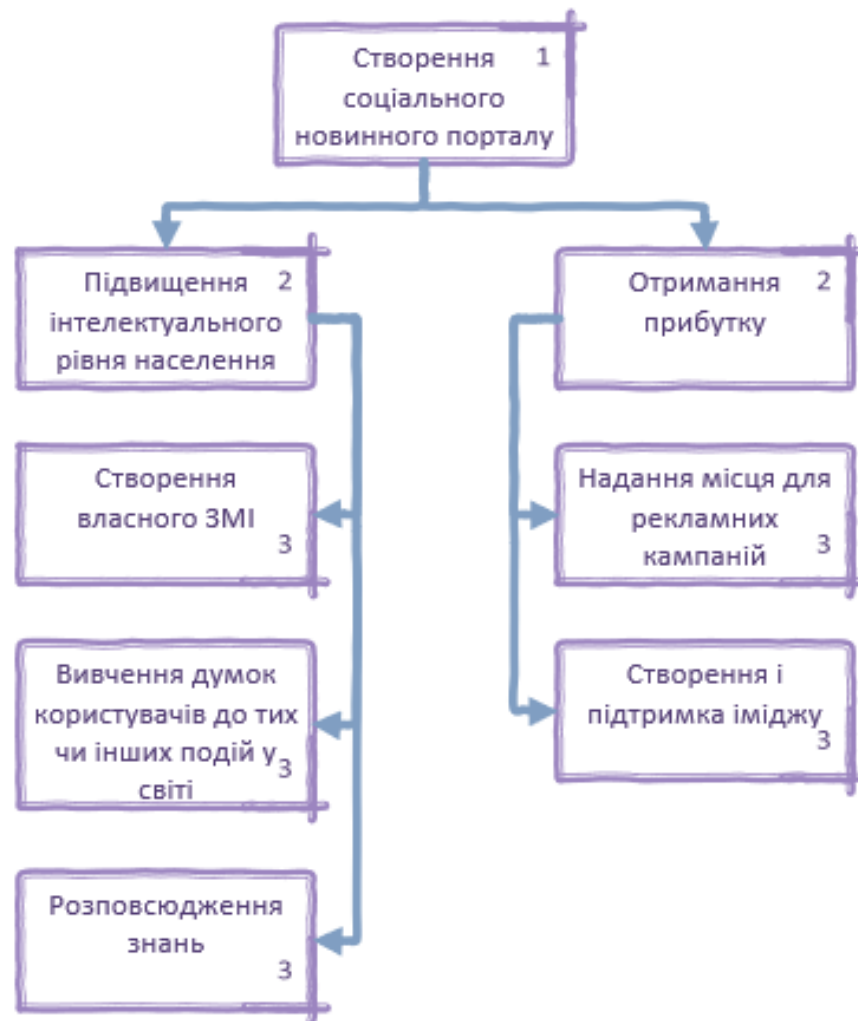 Створення 1
соціального
новинного порталу
Підвищення 2
інтелектуального
рівня населення
Отримання 2
прибутку
Створення
власного ЗМІ
3
Надання місця для
рекламних
кампаній 3
Вивчення думок
користувачів до тих
чи інших подій у
3
світі
Створення і
підтримка іміджу
3
Розповсюдження
знань
3